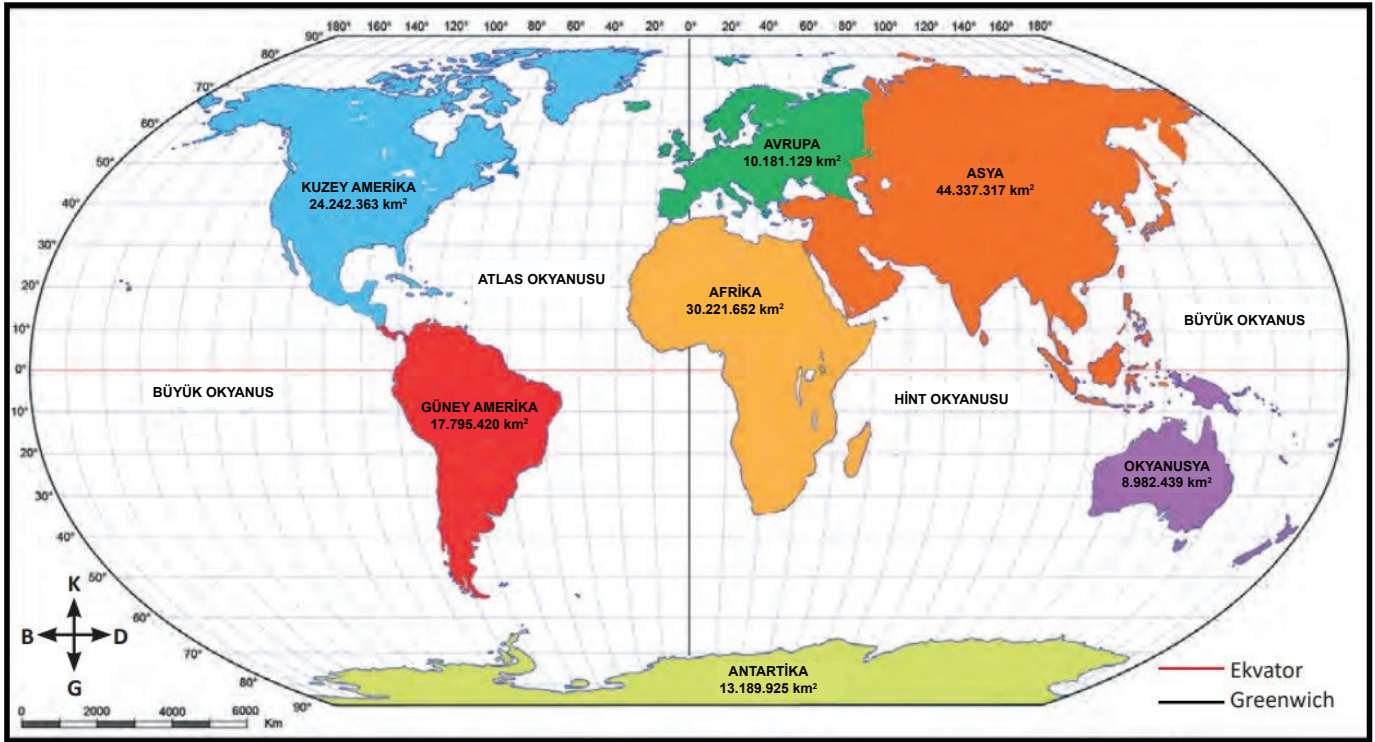 180° 160° 140° 120° 100° 80° 60° 40° 20° 0° 20° 40° 60° 80° 100° 120° 140° 160° 180°
90°
80°
70°
60°
50°
40°
30°
20°
10°
0°
10°
20°
30°
40°
50°
60°
70°
80°
90°
KUZEY AMERİKA
24.242.363 km²
AVRUPA
10.181.129 km²
ASYA
44.337.317 km²
ATLAS OKYANUSU
AFRİKA
30.221.652 km²
BÜYÜK OKYANUS
BÜYÜK OKYANUS
GÜNEY AMERİKA
17.795.420 km²
HİNT OKYANUSU
OKYANUSYA
8.982.439 km²
ANTARTİKA
13.189.925 km²
K
B D
G
0 2000 4000 6000
Km
Ekvator
Greenwich